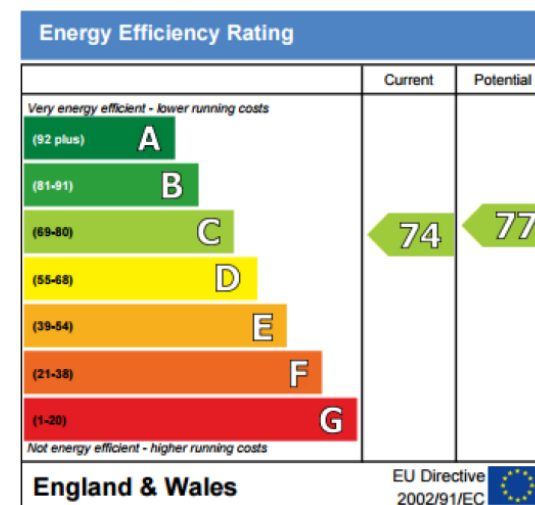 Energy Efficiency Rating
Current Potential
Very energy efficient - lower running costs
(92 plus) A
(81-91) B
(69-80) C
74 77
(55-68) D
(39-54) E
(21-38) F
(1-20) G
Not energy efficient - higher running costs
England & Wales
EU Directive
2002/91/EC